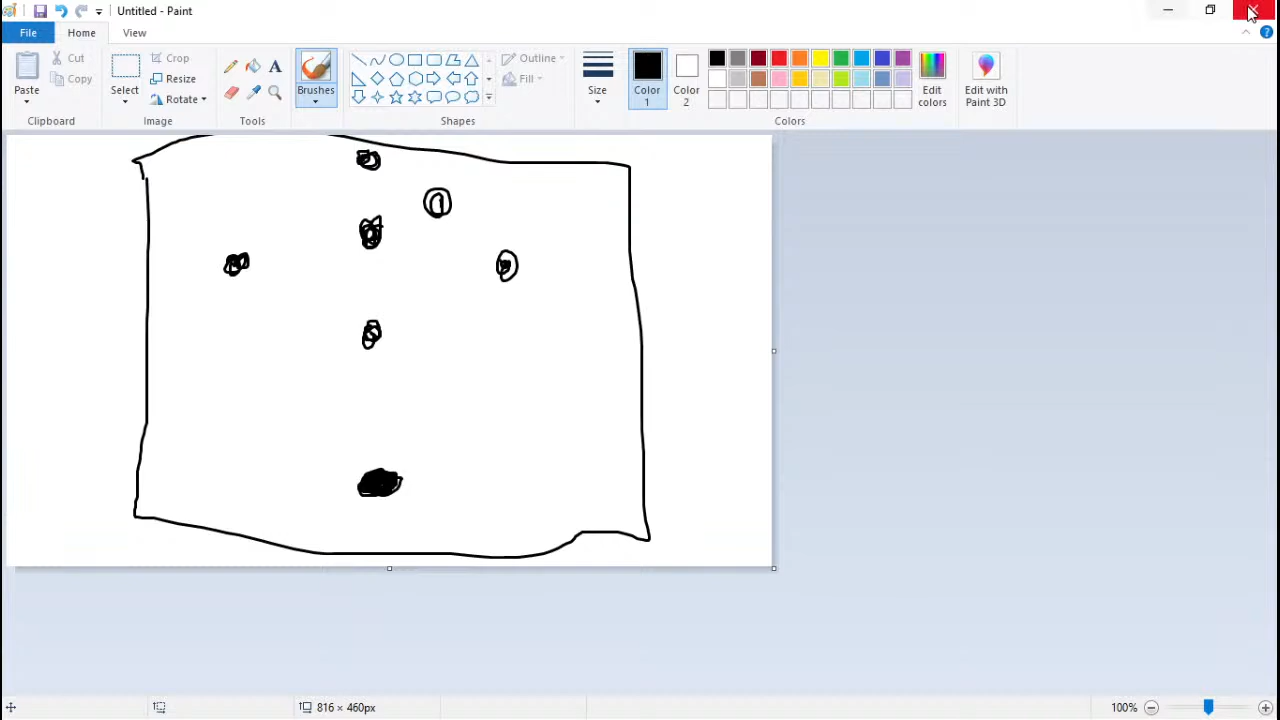 Untitled - Paint
File Home View
Paste Cut Copy Clipboard
Select Crop Resize Rotate Image
A Tools
Brushes
Outline Fill Shapes
Size
Color 1
Color 2
Edit colors
Colors
Edit with Paint 3D
816 × 460px 100%